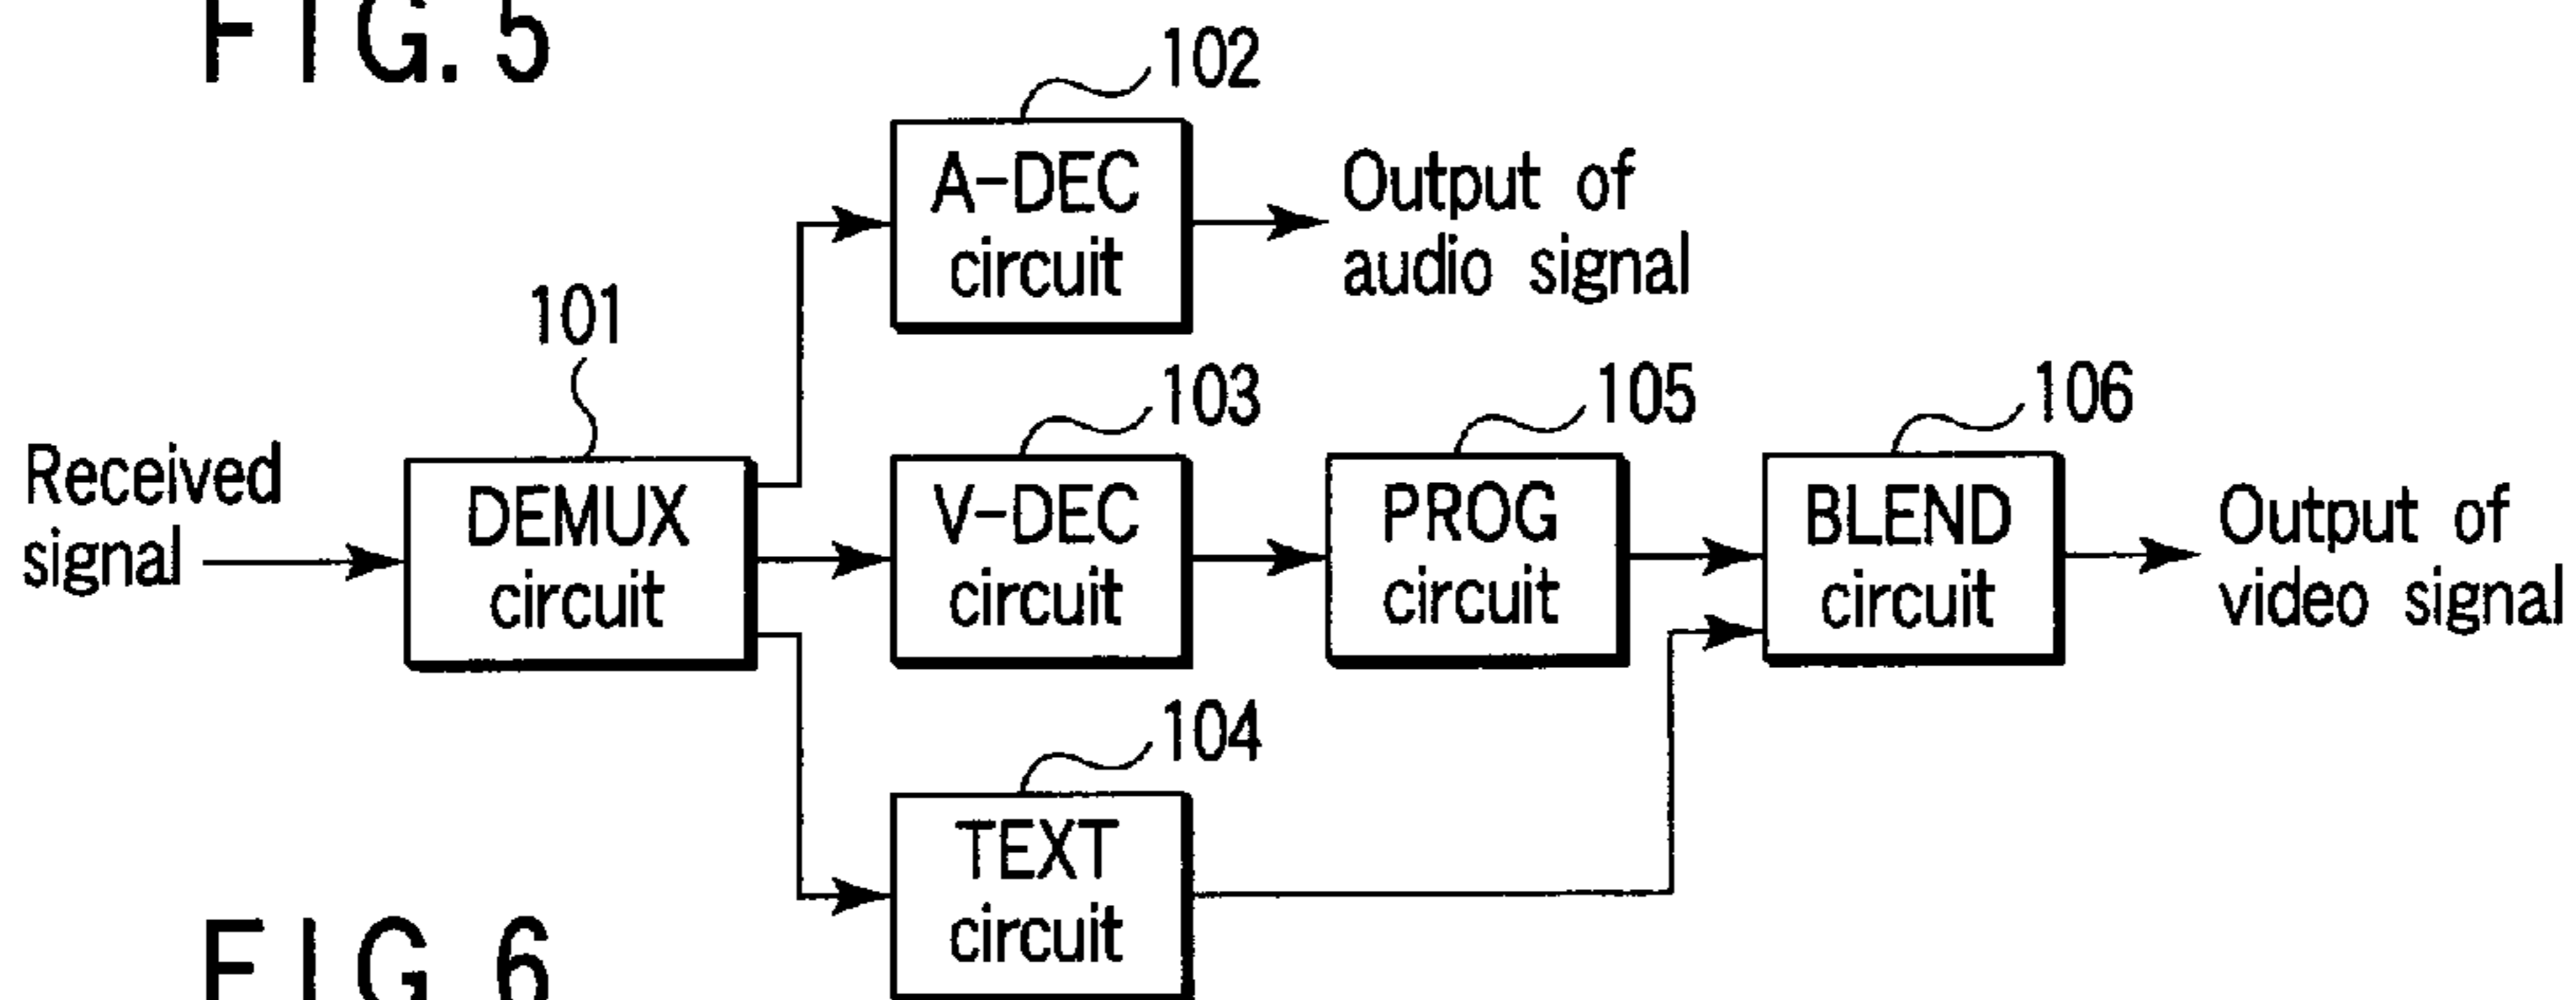 FIG. 5
102
A-DEC
circuit
Output of
audio signal
101
Received
signal
DEMUX
circuit
103
V-DEC
circuit
105
PROG
circuit
106
BLEND
circuit
Output of
video signal
104
TEXT
circuit
FIG. 6